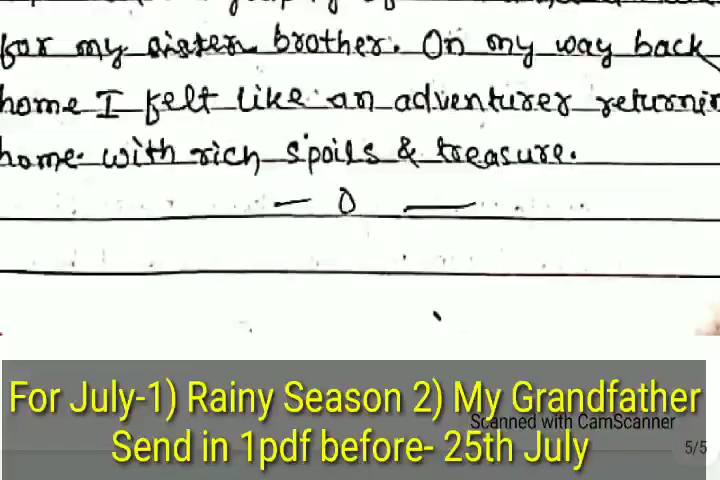 for my sister brother. On my way back
home I felt like an adventurer returnin
home with rich spoils & treasure.
— 0 —
For July-1) Rainy Season 2) My Grandfather
Scanned with CamScanner
Send in 1pdf before- 25th July
5/5